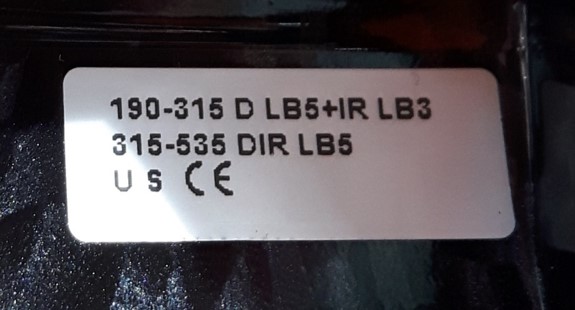 190-315 D LB5+IR LB3
315-535 DIR LB5
U S CE